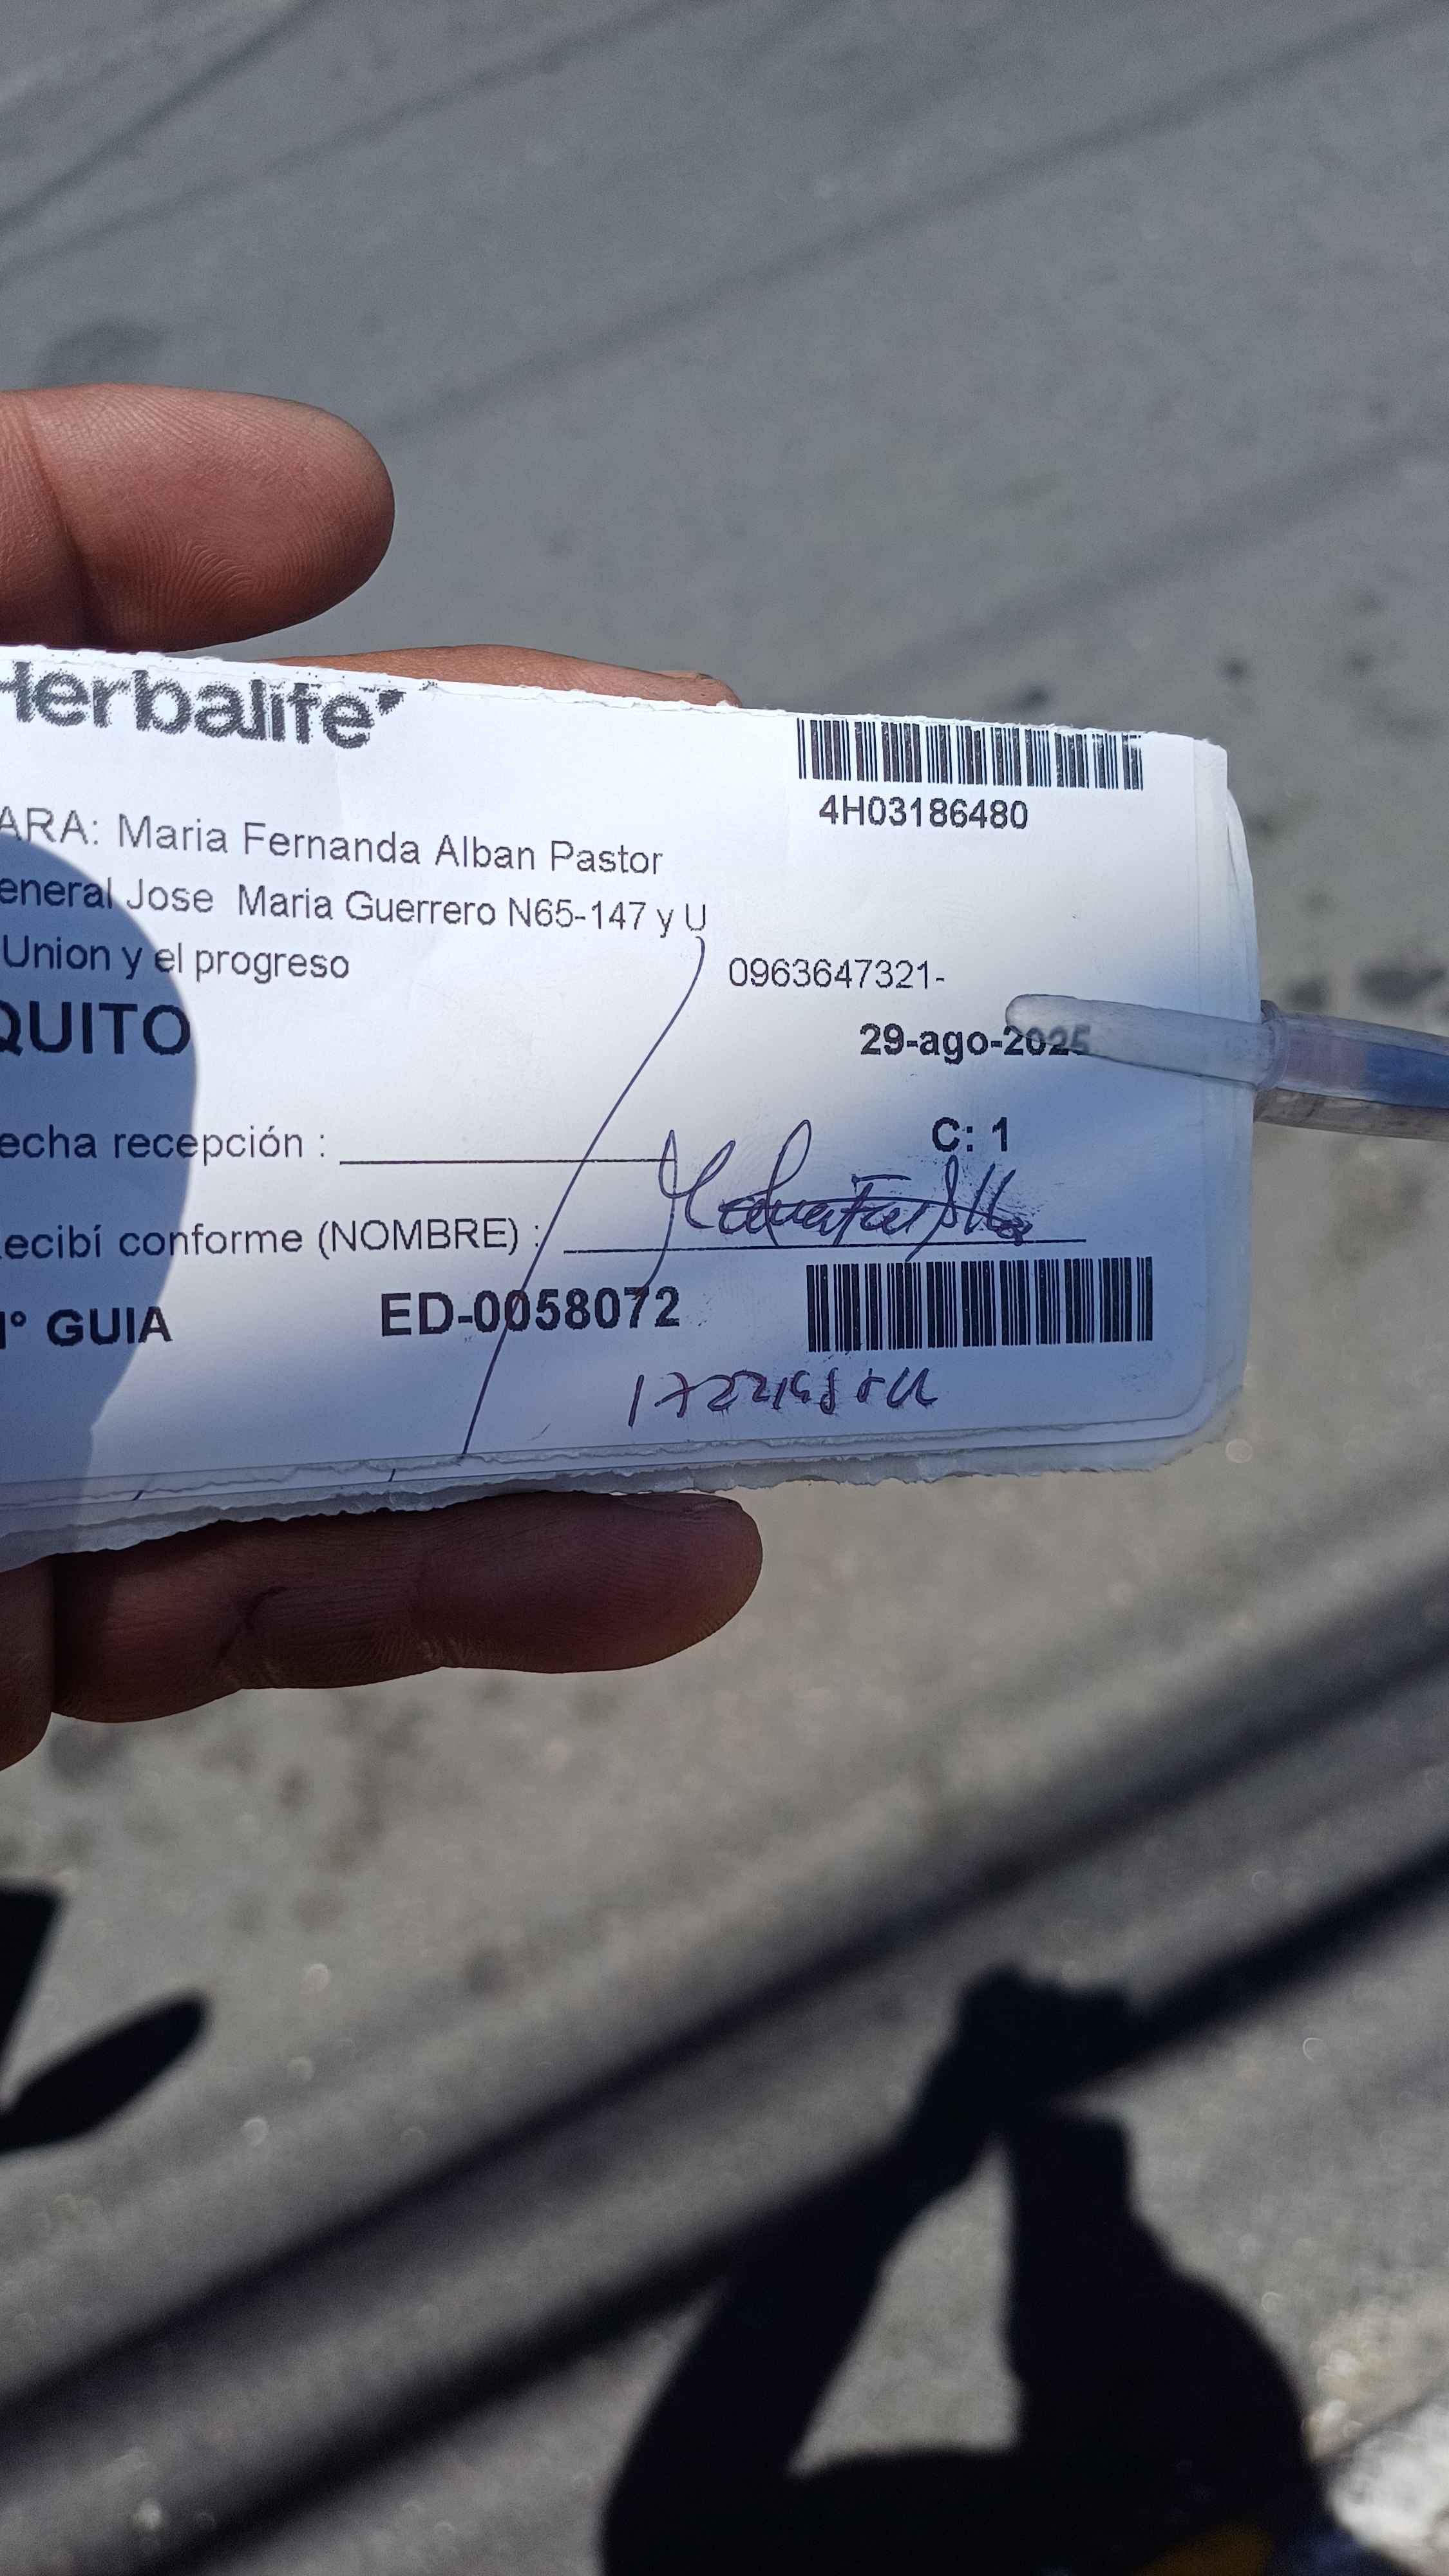 Herbalife
4H03186480
ARA: Maria Fernanda Alban Pastor
eneral Jose Maria Guerrero N65-147 y U
Union y el progreso
0963647321-
QUITO
29-ago-2025
C: 1
echa recepción :
ecibí conforme (NOMBRE) :
N° GUIA ED-0058072